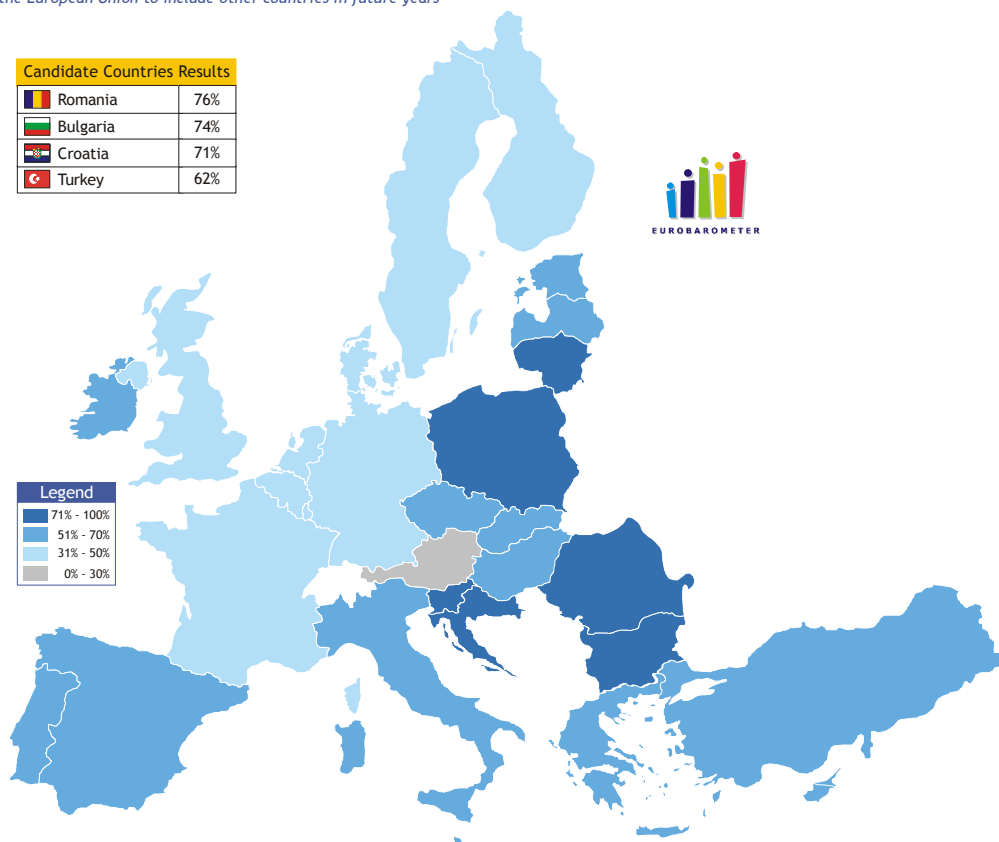 the European Union to include other countries in future years
Candidate Countries Results
Romania 76%
Bulgaria 74%
Croatia 71%
Turkey 62%
EUROBAROMETER
Legend
71% - 100%
51% - 70%
31% - 50%
0% - 30%